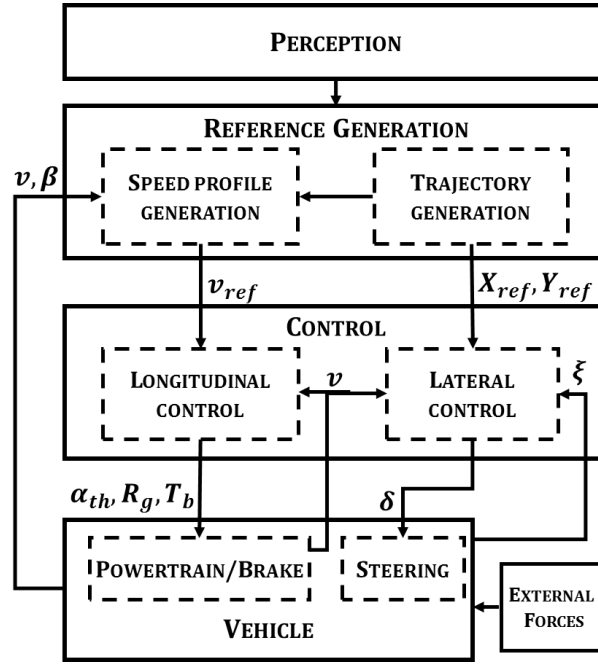 PERCEPTION
REFERENCE GENERATION
v, β
SPEED PROFILE
GENERATION
TRAJECTORY
GENERATION
v_ref
X_ref, Y_ref
CONTROL
LONGITUDINAL
CONTROL
v
LATERAL
CONTROL
ξ
α_th, R_g, T_b
δ
POWERTRAIN/BRAKE
STEERING
EXTERNAL
FORCES
VEHICLE